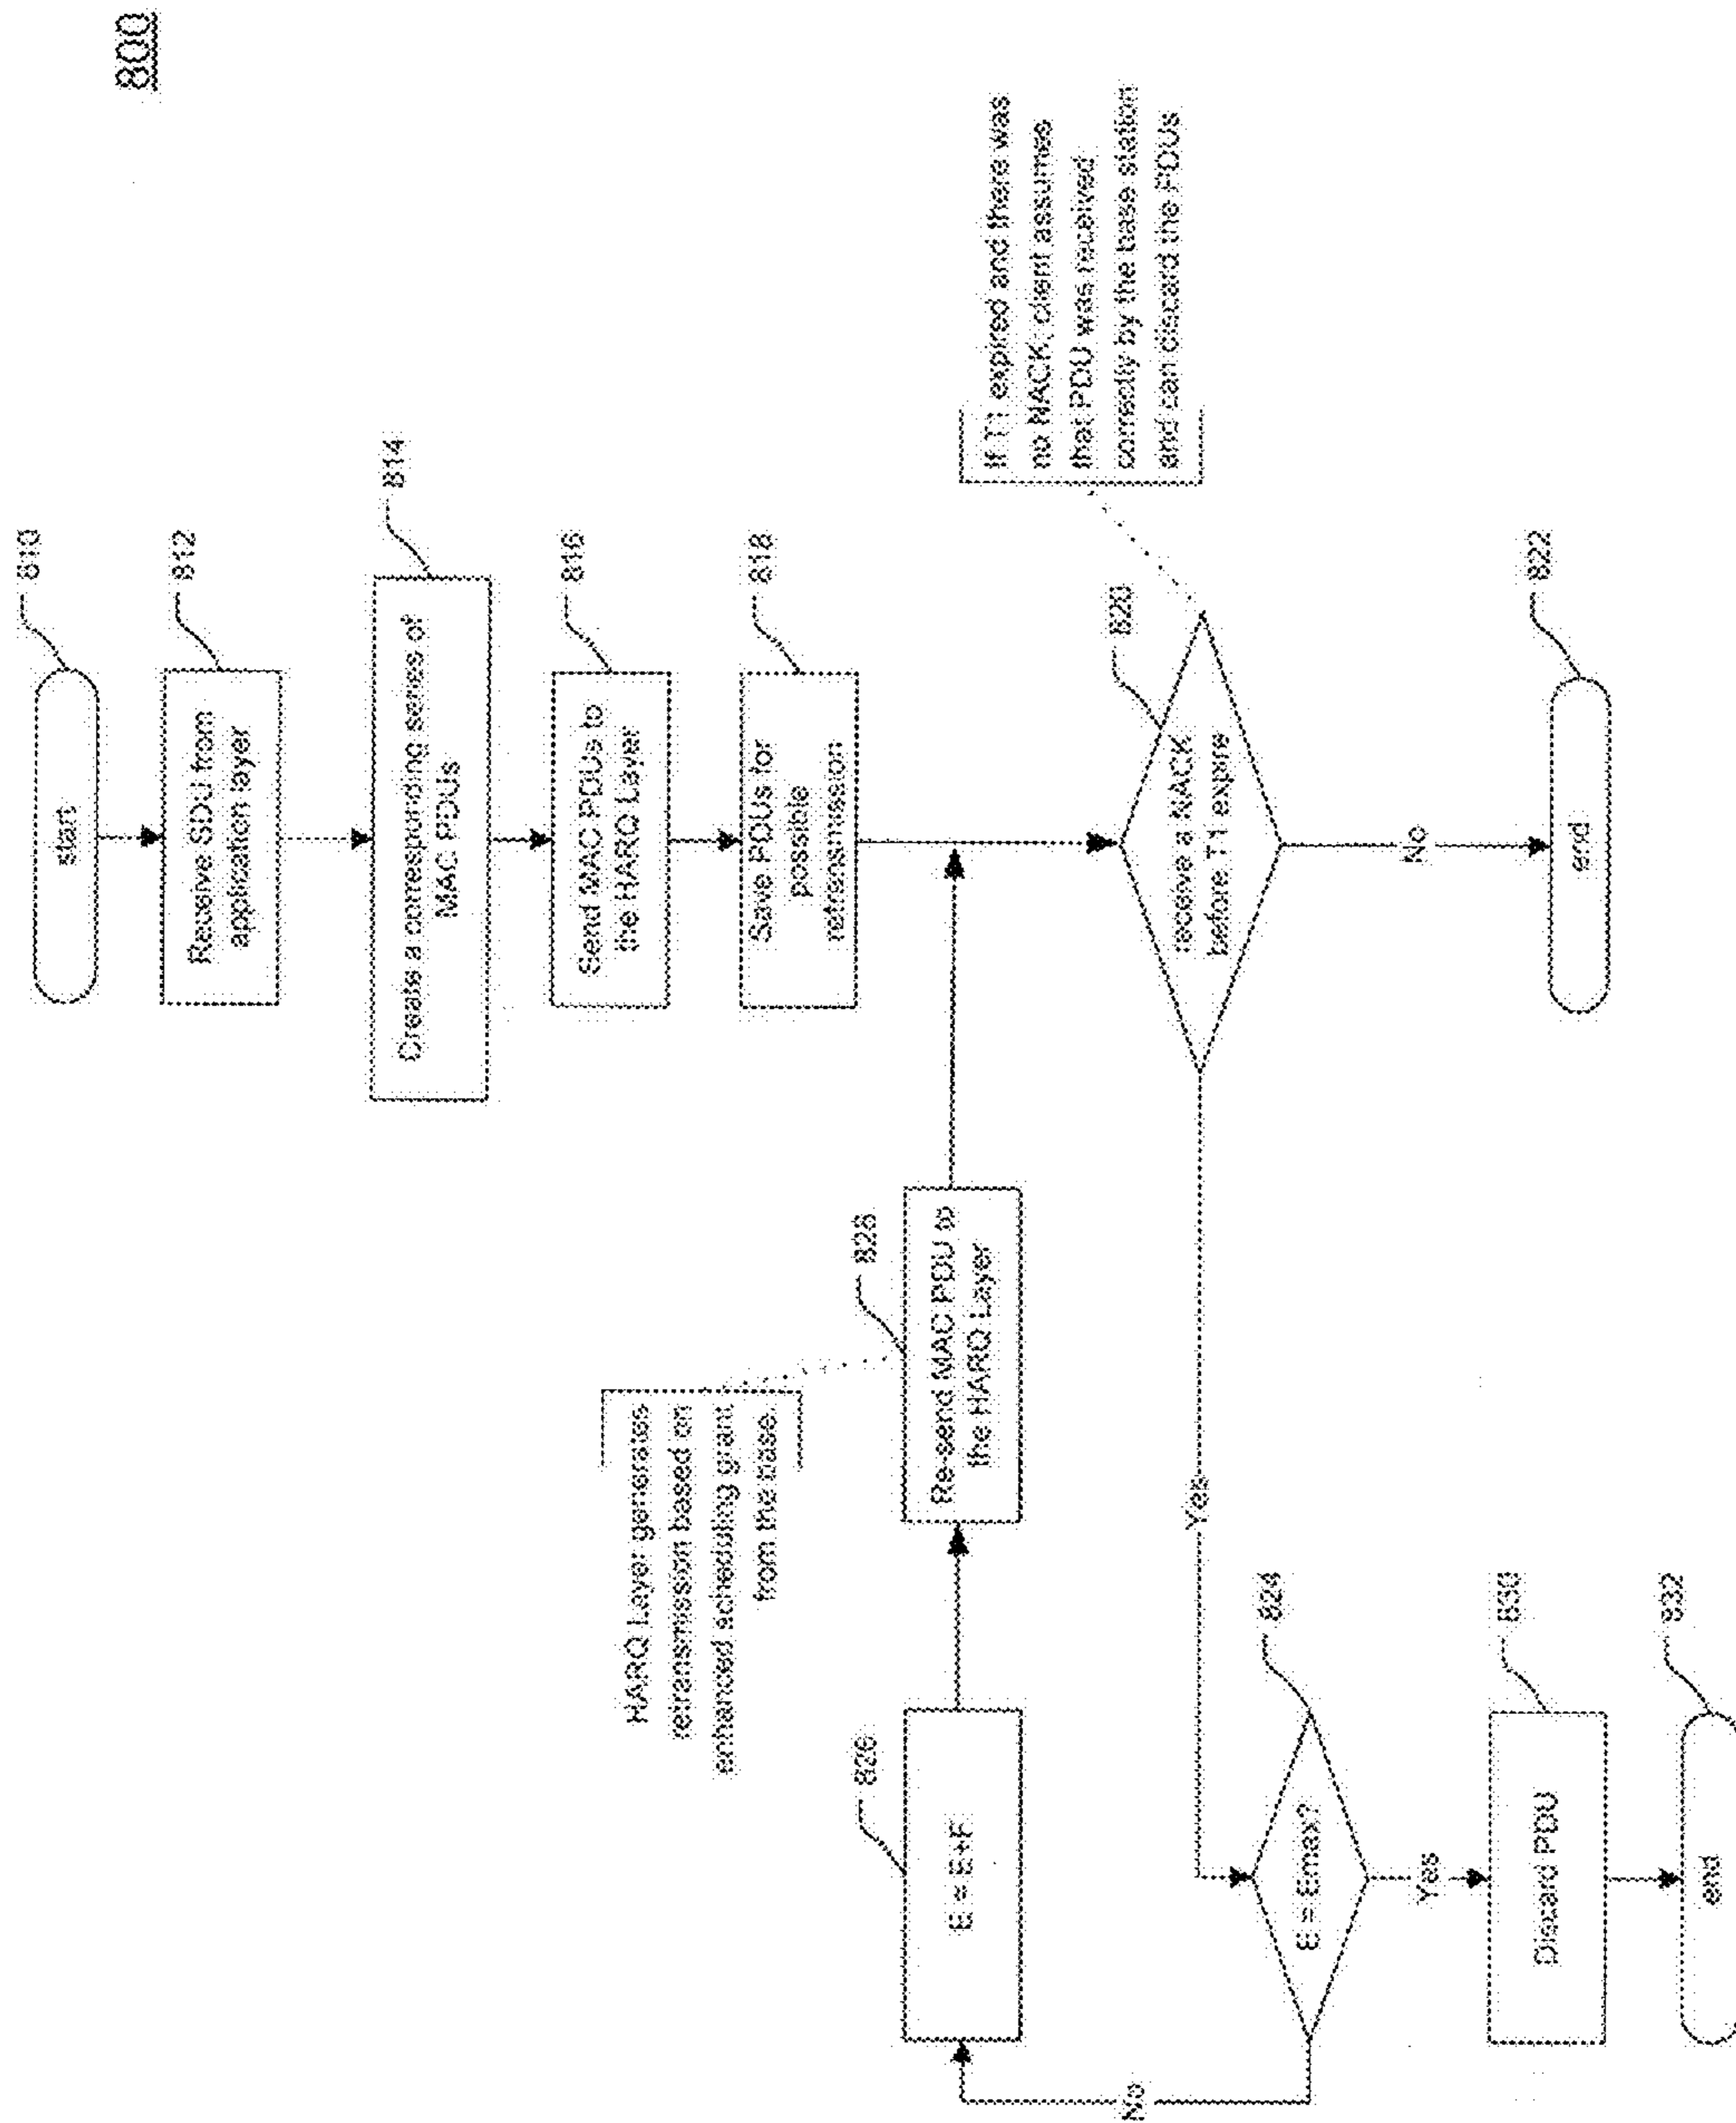 800
start
810
Receive SDU from
application layer
812
Create a corresponding series of
MAC PDUs
814
Send MAC PDUs to
the HARQ Layer
816
Save PDUs for
possible
retransmission
818
receive a NACK
before T1 expire
820
If T1 expired and there was
no NACK, client assumes
that PDU was received
correctly by the base station
and can discard the PDUs
No
end
822
Yes
E = Emax?
824
No
E = E+F
826
HARQ Layer generates
retransmission based on
enhanced scheduling grant
from the base.
Re-send MAC PDU to
the HARQ Layer
828
Yes
Discard PDU
830
end
832